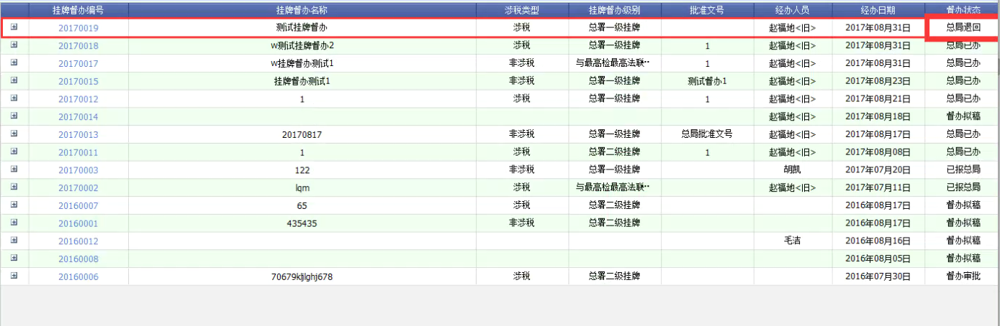 挂牌督办编号 挂牌督办名称 涉税类型 挂牌督办级别 批准文号 经办人员 经办日期 督办状态
20170019 测试挂牌督办 涉税 总署一级挂牌 赵福地<旧> 2017年08月31日 总局退回
20170018 w测试挂牌督办2 涉税 总署一级挂牌 1 赵福地<旧> 2017年08月31日 总局已办
20170017 w挂牌督办测试1 非涉税 与最高检最高法联… 1 赵福地<旧> 2017年08月31日 总局已办
20170015 挂牌督办测试1 非涉税 总署一级挂牌 测试督办1 赵福地<旧> 2017年08月23日 总局已办
20170012 1 涉税 总署一级挂牌 1 赵福地<旧> 2017年08月21日 总局已办
20170014 赵福地<旧> 2017年08月18日 督办拟稿
20170013 20170817 非涉税 总署一级挂牌 总局批准文号 赵福地<旧> 2017年08月17日 总局已办
20170011 1 涉税 总署二级挂牌 1 赵福地<旧> 2017年08月08日 总局已办
20170003 122 非涉税 总署一级挂牌 胡凯 2017年07月20日 已报总局
20170002 lqm 涉税 与最高检最高法联… 赵福地<旧> 2017年07月11日 已报总局
20160007 65 涉税 总署二级挂牌 2016年08月17日 督办拟稿
20160001 435435 非涉税 总署二级挂牌 2016年08月17日 督办拟稿
20160012 毛洁 2016年08月16日 督办拟稿
20160008 2016年08月05日 督办拟稿
20160006 70679kljlghj678 涉税 总署二级挂牌 2016年07月30日 督办审批